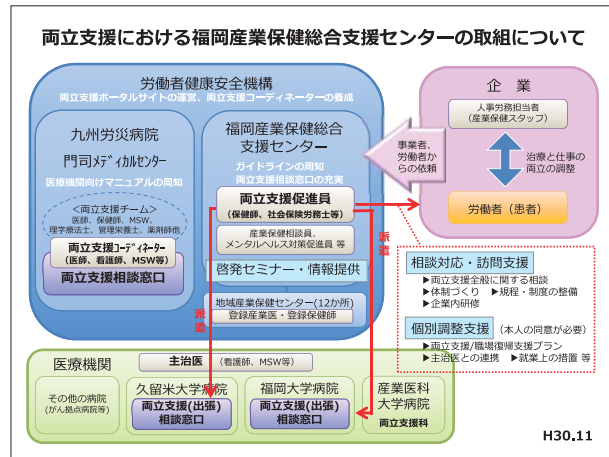 両立支援における福岡産業保健総合支援センターの取組について
労働者健康安全機構
両立支援ポータルサイトの運営、両立支援コーディネーターの養成
九州労災病院
門司ﾒﾃﾞｨｶﾙｾﾝﾀｰ
医療機関向けマニュアルの周知
<両立支援チーム>
医師、保健師、MSW、
理学療法士、管理栄養士、薬剤師他
両立支援ｺｰﾃﾞｨﾈｰﾀｰ
(医師、看護師、MSW等)
両立支援相談窓口
福岡産業保健総合
支援センター
ガイドラインの周知
両立支援相談窓口の充実
両立支援促進員
(保健師、社会保険労務士等)
産業保健相談員、
メンタルヘルス対策促進員 等
啓発セミナー・情報提供
地域産業保健センター(12か所)
登録産業医・登録保健師
派遣
事業者、
労働者か
らの依頼
派遣
企業
人事労務担当者
(産業保健スタッフ)
治療と仕事の
両立の調整
労働者(患者)
相談対応・訪問支援
▶両立支援全般に関する相談
▶体制づくり ▶規程・制度の整備
▶企業内研修
個別調整支援 (本人の同意が必要)
▶両立支援/職場復帰支援プラン
▶主治医との連携 ▶就業上の措置 等
医療機関
主治医 (看護師、MSW等)
その他の病院
(がん拠点病院等)
久留米大学病院
両立支援(出張)
相談窓口
福岡大学病院
両立支援(出張)
相談窓口
産業医科
大学病院
両立支援科
H30.11